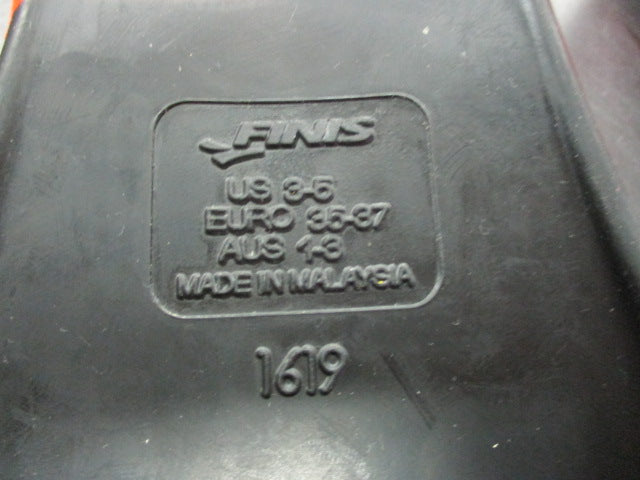 FINIS
US 3-5
EURO 35-37
AUS 1-3
MADE IN MALAYSIA
1619